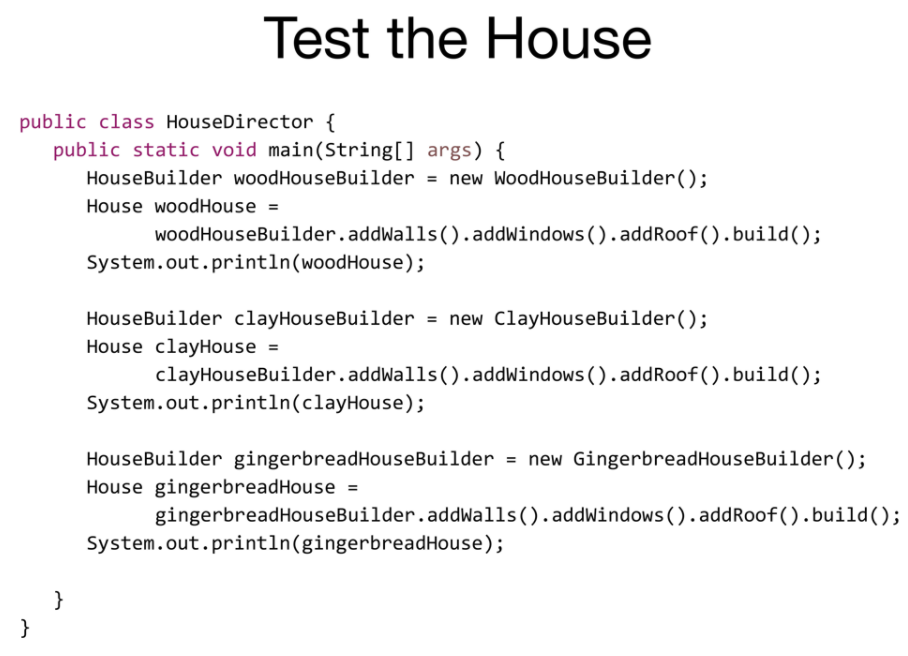 Test the House
public class HouseDirector {
public static void main(String[] args) {
HouseBuilder woodHouseBuilder = new WoodHouseBuilder();
House woodHouse =
woodHouseBuilder.addWalls().addWindows().addRoof().build();
System.out.println(woodHouse);
HouseBuilder clayHouseBuilder = new ClayHouseBuilder();
House clayHouse =
clayHouseBuilder.addWalls().addWindows().addRoof().build();
System.out.println(clayHouse);
HouseBuilder gingerbreadHouseBuilder = new GingerbreadHouseBuilder();
House gingerbreadHouse =
gingerbreadHouseBuilder.addWalls().addWindows().addRoof().build();
System.out.println(gingerbreadHouse);
}
}